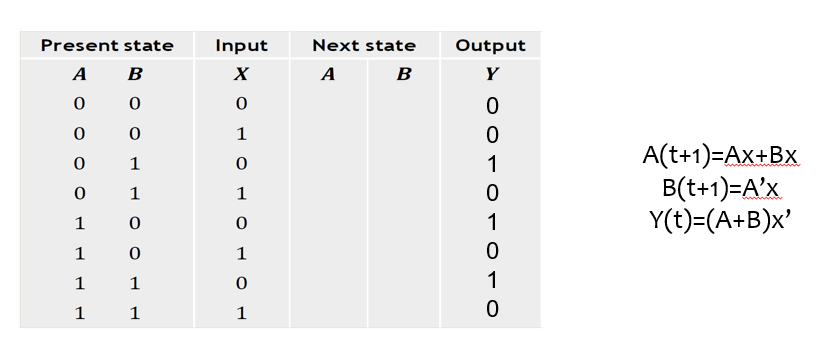 Present state Input Next state Output
A B X A B Y
0 0 0 0
0 0 1 0
0 1 0 1
0 1 1 0
1 0 0 1
1 0 1 0
1 1 0 1
1 1 1 0
A(t+1)=Ax+Bx
B(t+1)=A’x
Y(t)=(A+B)x’